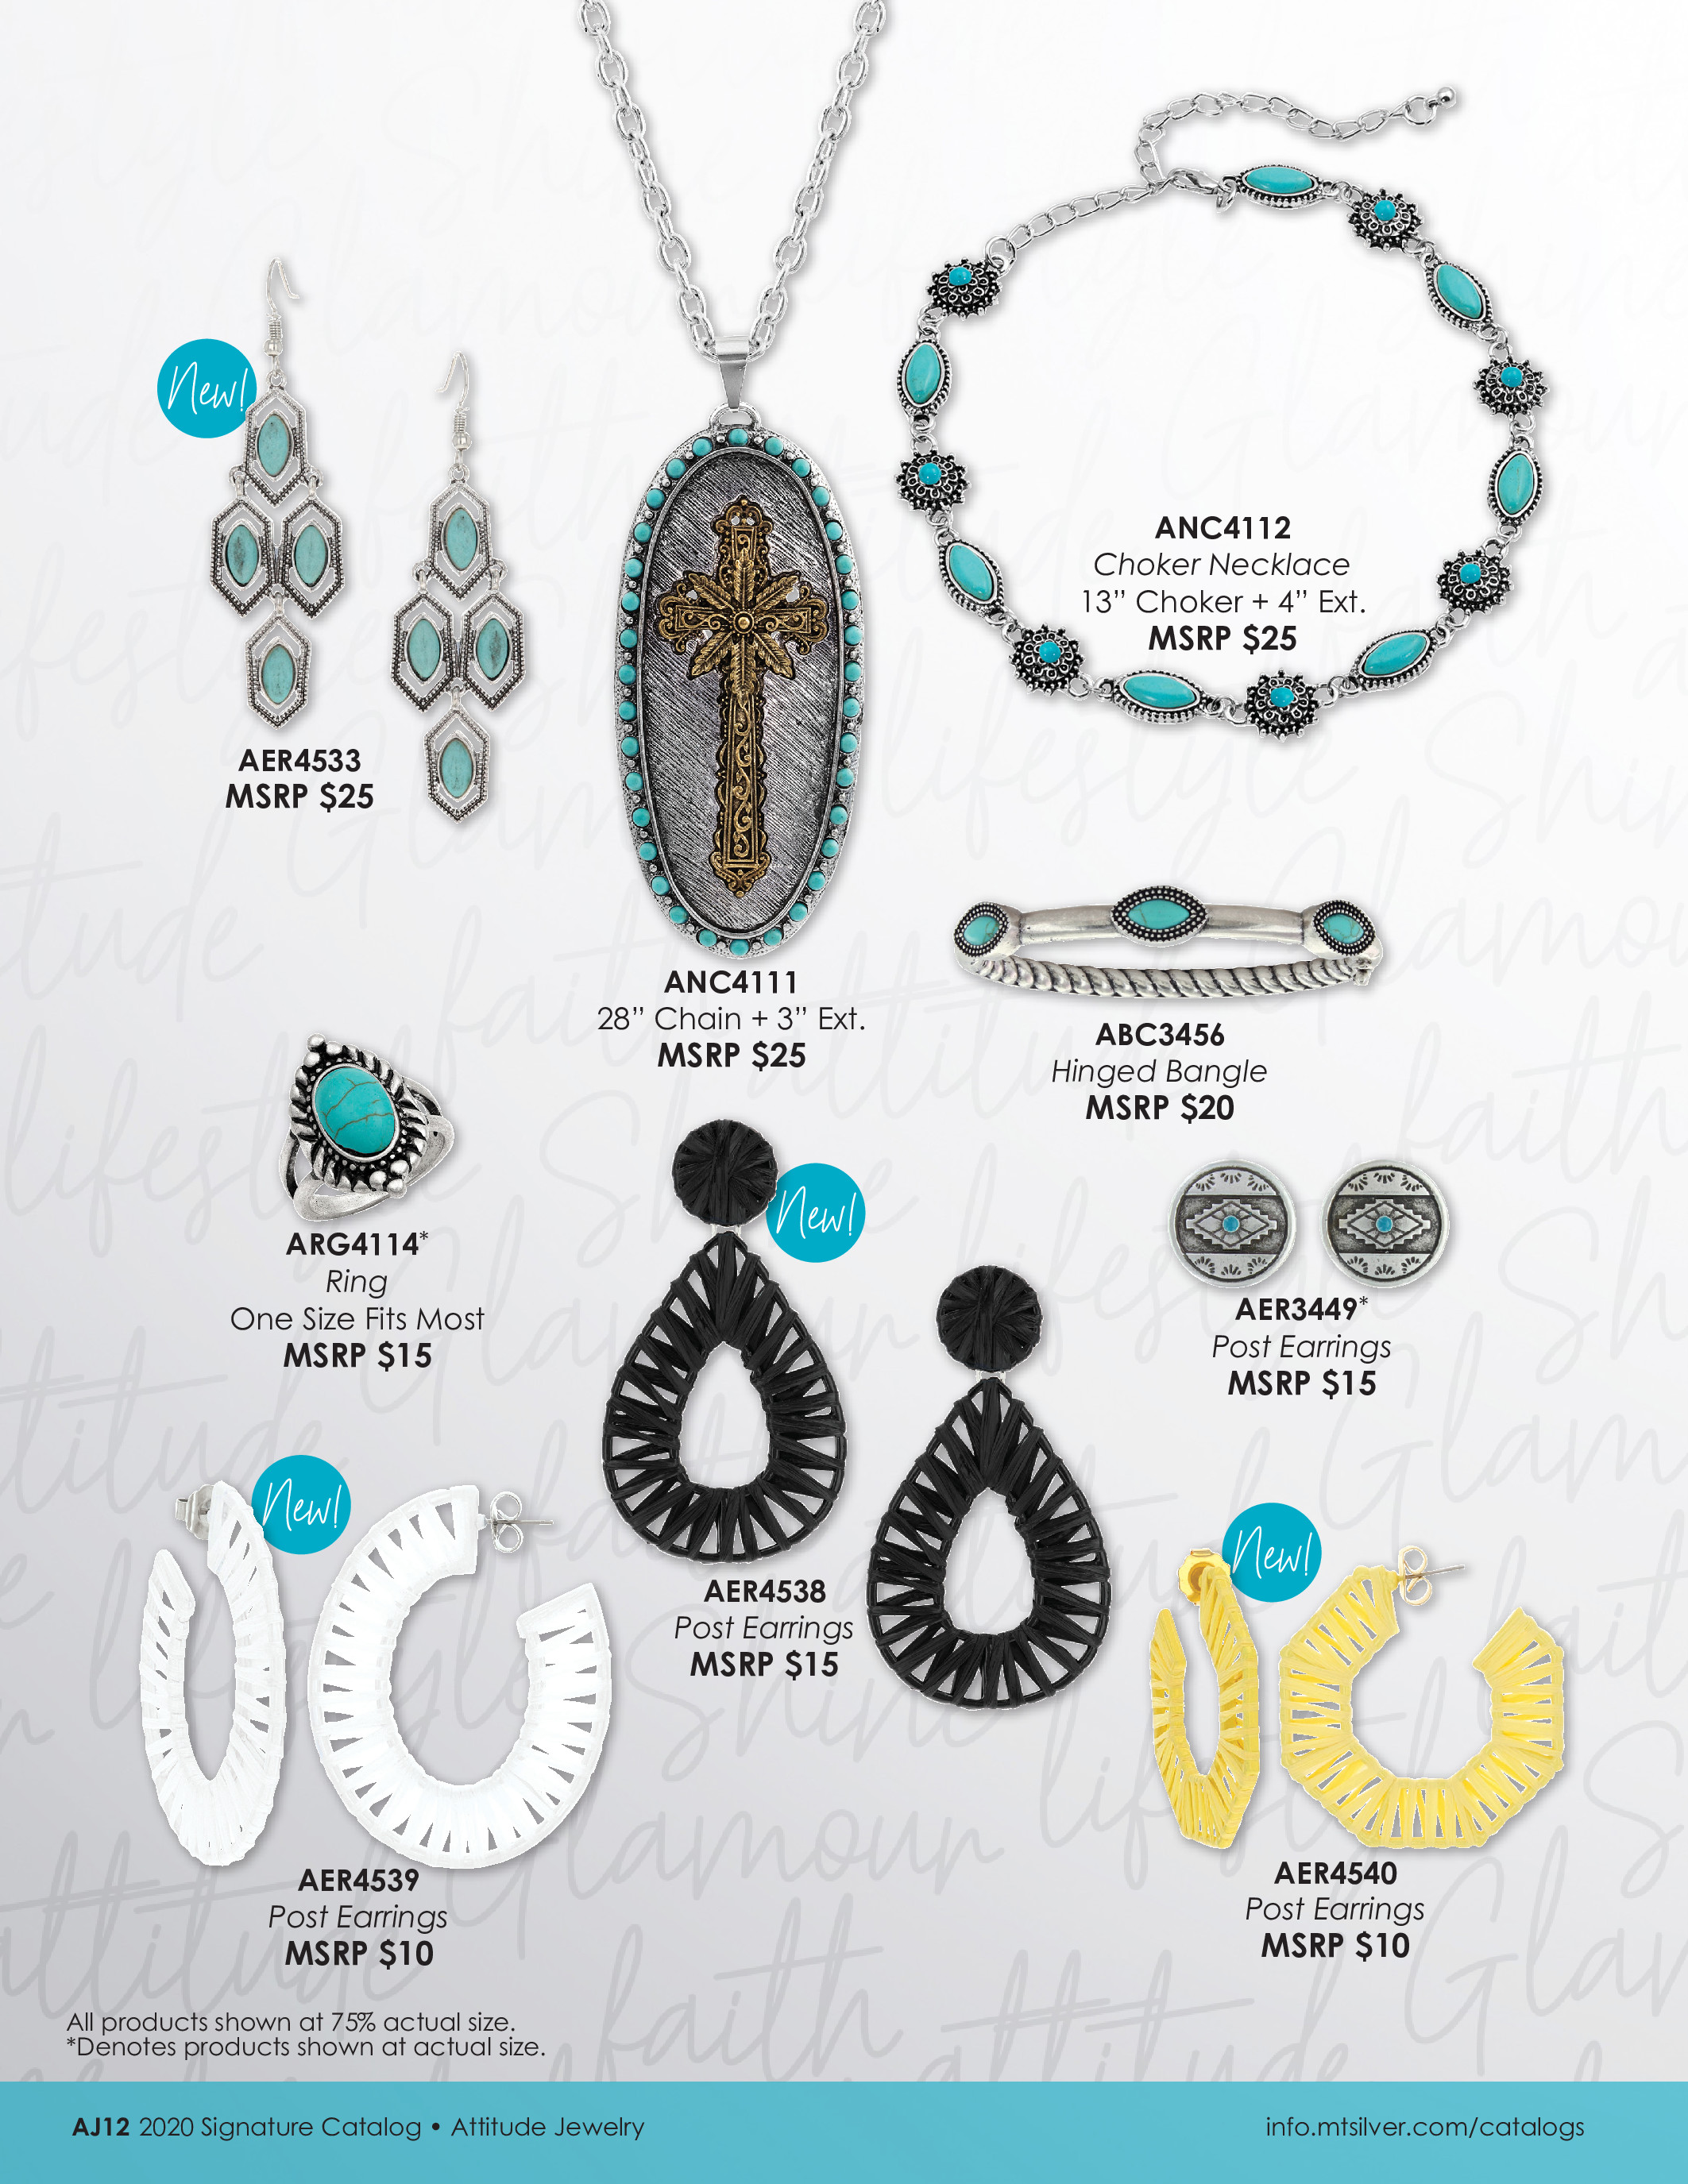 New!
AER4533
MSRP $25
ANC4112
Choker Necklace
13” Choker + 4” Ext.
MSRP $25
ANC4111
28” Chain + 3” Ext.
MSRP $25
ABC3456
Hinged Bangle
MSRP $20
ARG4114*
Ring
One Size Fits Most
MSRP $15
New!
AER3449*
Post Earrings
MSRP $15
New!
AER4538
Post Earrings
MSRP $15
New!
AER4539
Post Earrings
MSRP $10
AER4540
Post Earrings
MSRP $10
All products shown at 75% actual size.
*Denotes products shown at actual size.
AJ12 2020 Signature Catalog • Attitude Jewelry
info.mtsilver.com/catalogs